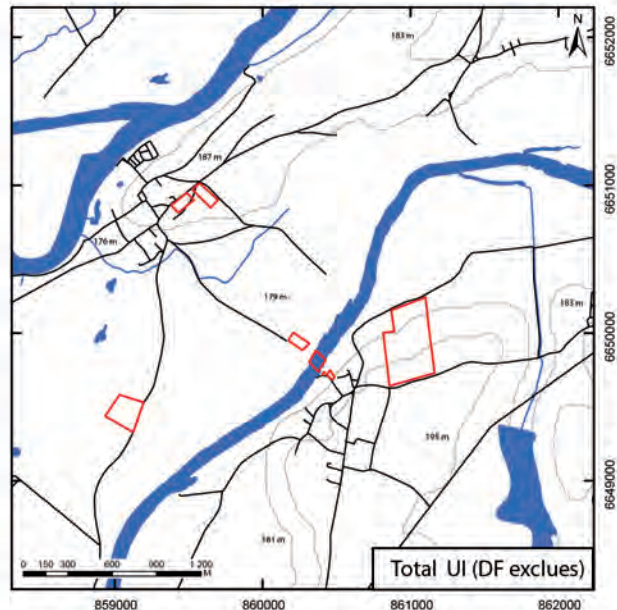 N
183 m
187 m
176 m
179 m
183 m
195 m
181 m
0 150 300 600 900 1 200
M
Total UI (DF exclues)
859000 860000 861000 862000
6652000
6651000
6650000
6649000